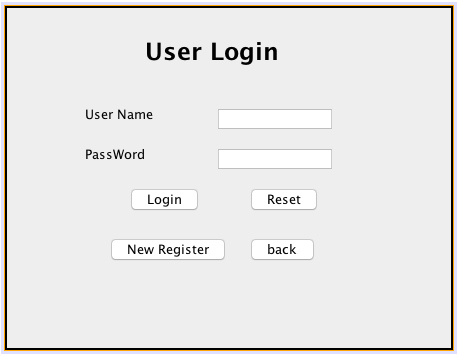 User Login
User Name
PassWord
Login Reset
New Register back